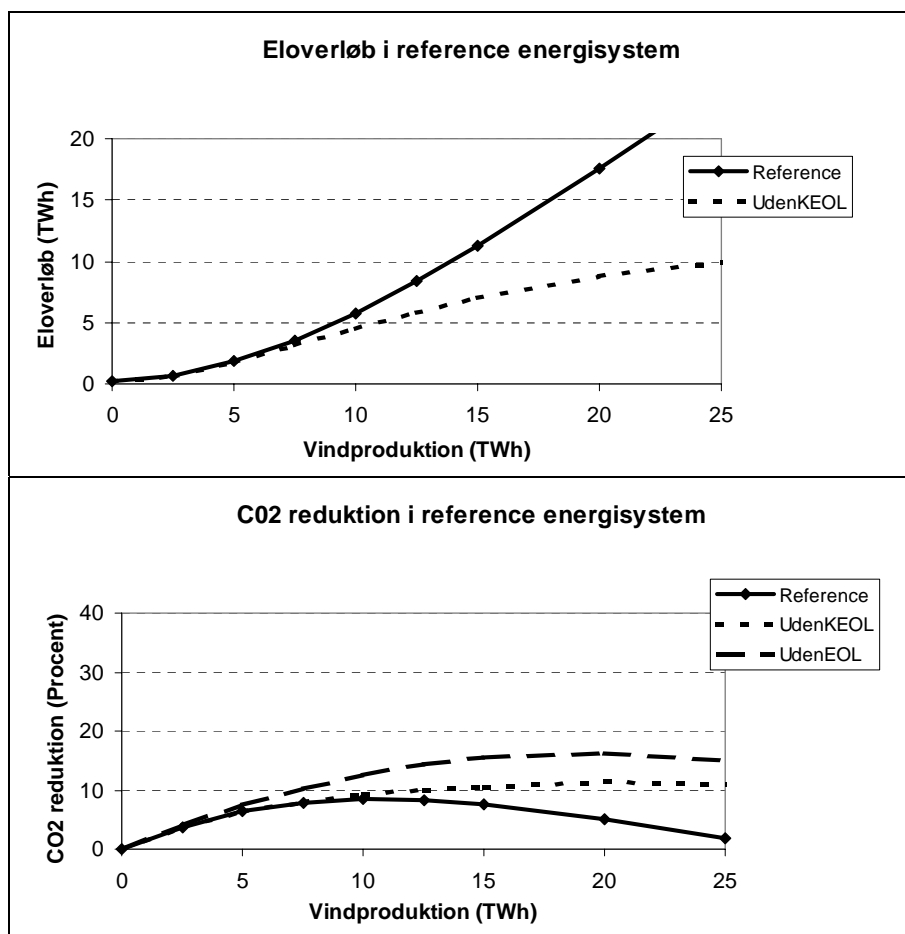 Eloverløb i reference energisystem
20
15
10
5
0
Eloverløb (TWh)
0 5 10 15 20 25
Vindproduktion (TWh)
Reference
UdenKEOL
C02 reduktion i reference energisystem
40
30
20
10
0
CO2 reduktion (Procent)
0 5 10 15 20 25
Vindproduktion (TWh)
Reference
UdenKEOL
UdenEOL